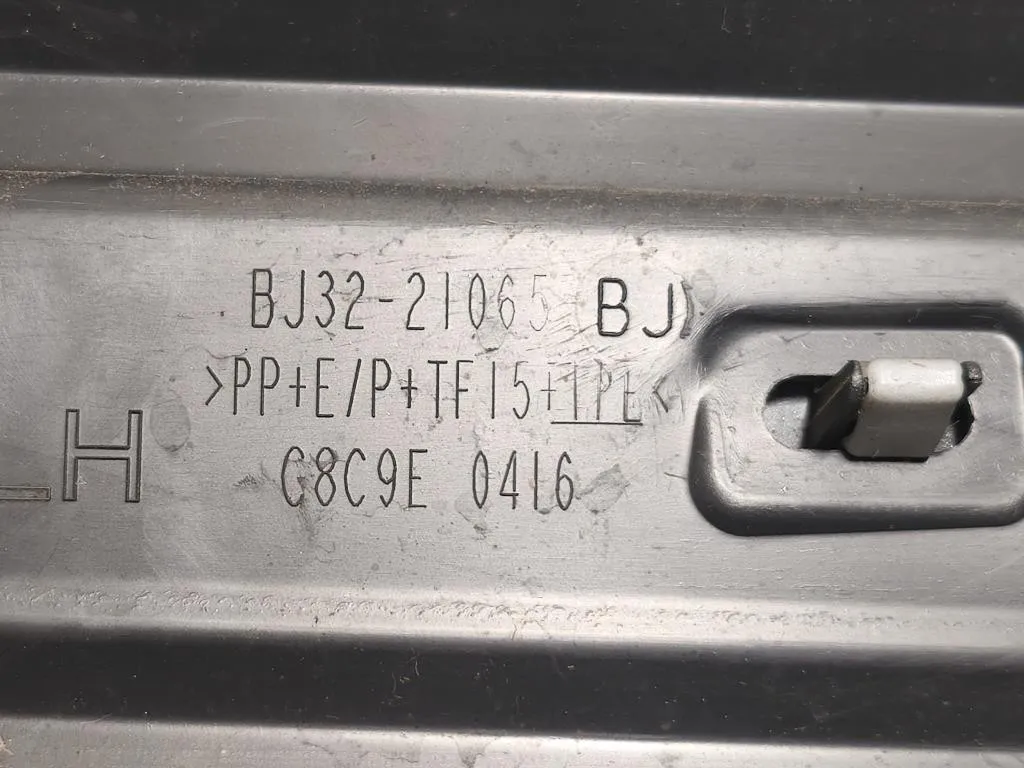 BJ32-21065 BJ
>PP+E/P+TF15+TPE<
LH
C8C9E 0416